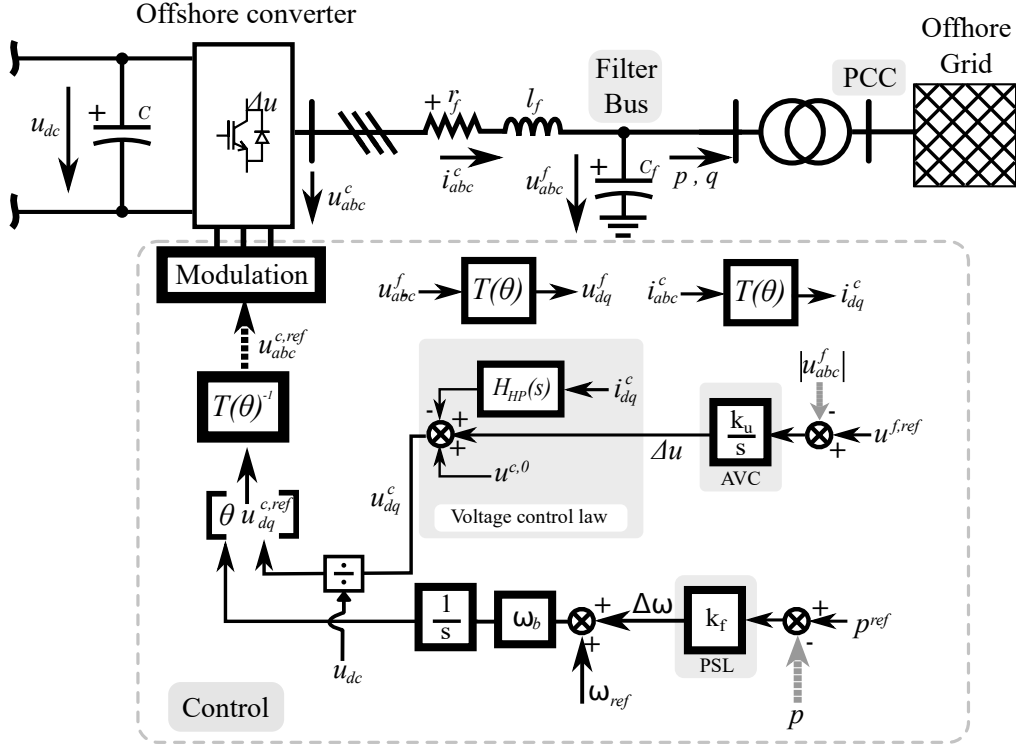 Offshore converter
Offhore
Grid
Filter
Bus
PCC
+
C
u_dc
Δu
+ r_f
l_f
i^c_abc
u^c_abc
u^f_abc
+
C_f
p , q
Modulation
u^f_abc
T(θ)
u^f_dq
i^c_abc
T(θ)
i^c_dq
u^{c,ref}_abc
|u^f_abc|
H_HP(s)
i^c_dq
T(θ)^-1
-
+
+
k_u
s
-
+
u^{f,ref}
Δu
AVC
u^{c,0}
[θ u^{c,ref}_dq]
u^c_dq
Voltage control law
÷
1
s
ω_b
+
+
Δω
k_f
+
-
p^ref
PSL
u_dc
ω_ref
p
Control